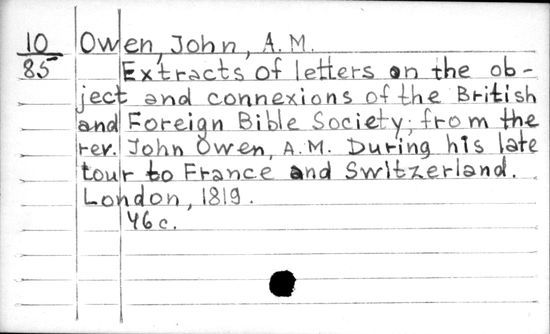 10 Owen, John, A.M.
85 Extracts of letters on the ob-
ject and connexions of the British
and Foreign Bible Society; from the
rev. John Owen, A.M. During his late
tour to France and Switzerland.
London, 1819.
46 c.